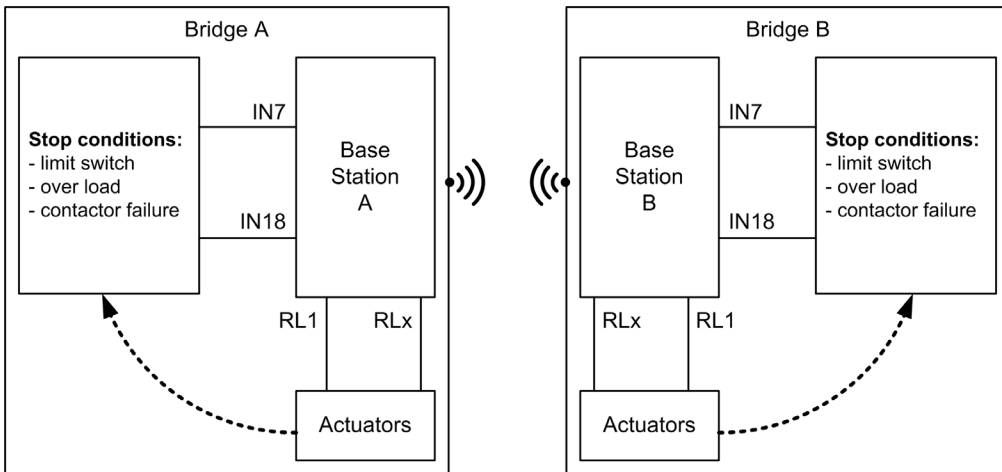 Bridge A
Stop conditions:
- limit switch
- over load
- contactor failure
IN7
IN18
Base
Station
A
RL1
RLx
Actuators
Bridge B
Base
Station
B
IN7
IN18
Stop conditions:
- limit switch
- over load
- contactor failure
RLx
RL1
Actuators